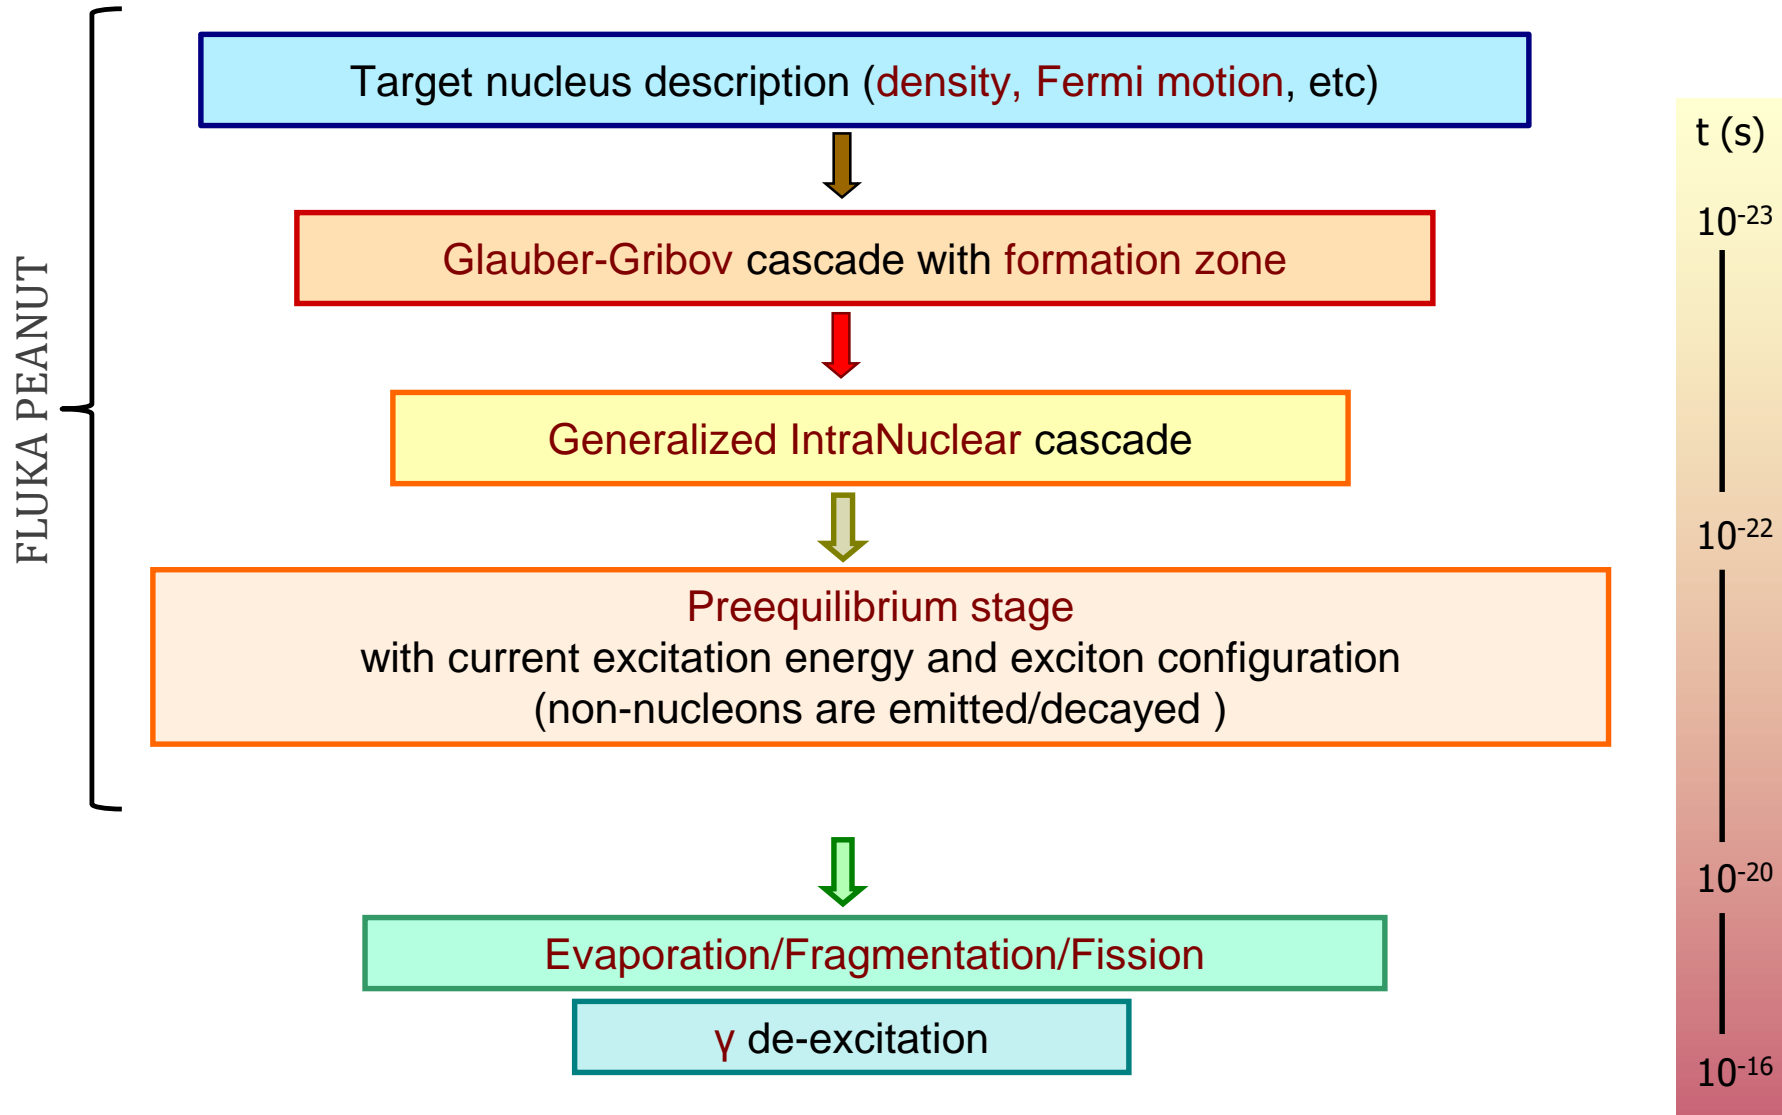 FLUKA PEANUT
Target nucleus description (density, Fermi motion, etc)
Glauber-Gribov cascade with formation zone
Generalized IntraNuclear cascade
Preequilibrium stage
with current excitation energy and exciton configuration
(non-nucleons are emitted/decayed )
Evaporation/Fragmentation/Fission
γ de-excitation
t (s)
10⁻²³
10⁻²²
10⁻²⁰
10⁻¹⁶